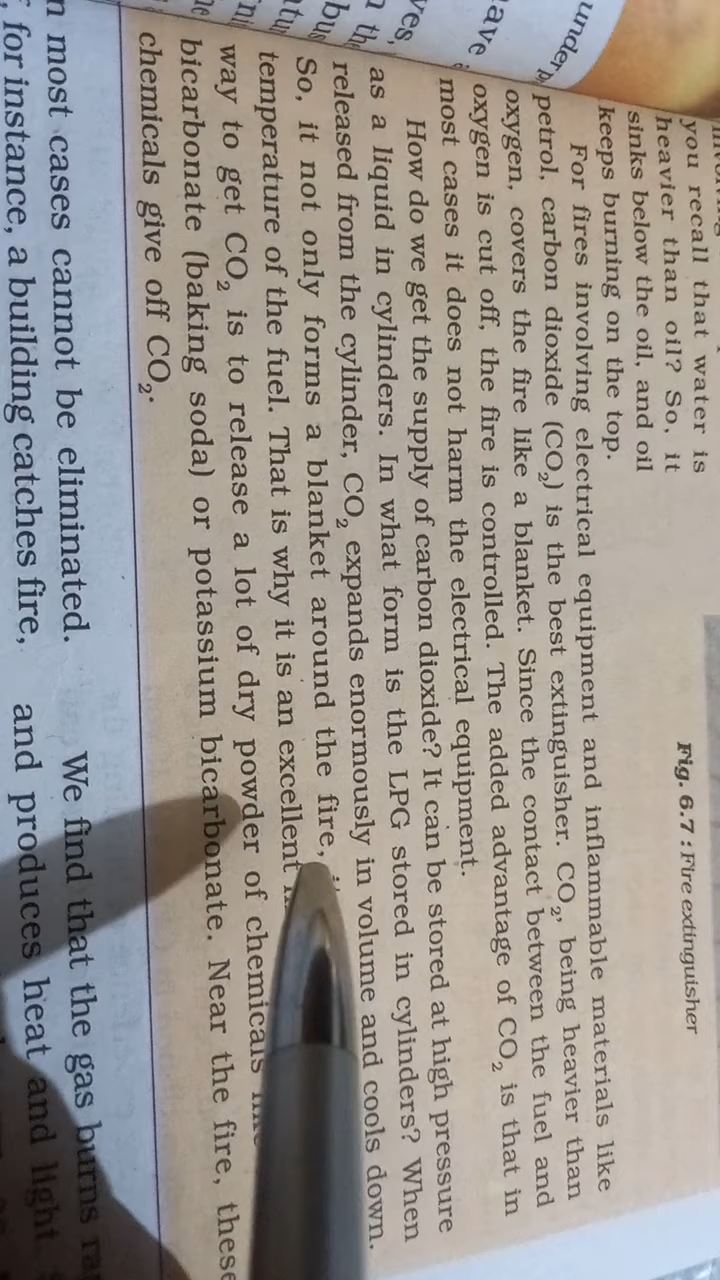 you recall that water is
heavier than oil? So, it
sinks below the oil, and oil
keeps burning on the top.
Fig. 6.7 : Fire extinguisher
For fires involving electrical equipment and inflammable materials like
petrol, carbon dioxide (CO₂) is the best extinguisher. CO₂, being heavier than
oxygen, covers the fire like a blanket. Since the contact between the fuel and
oxygen is cut off, the fire is controlled. The added advantage of CO₂ is that in
most cases it does not harm the electrical equipment.
How do we get the supply of carbon dioxide? It can be stored at high pressure
as a liquid in cylinders. In what form is the LPG stored in cylinders? When
released from the cylinder, CO₂ expands enormously in volume and cools down.
So, it not only forms a blanket around the fire,
temperature of the fuel. That is why it is an excellent
way to get CO₂ is to release a lot of dry powder of chemicals
bicarbonate (baking soda) or potassium bicarbonate. Near the fire, these
chemicals give off CO₂.
most cases cannot be eliminated.
for instance, a building catches fire,
We find that the gas burns
and produces heat and light.